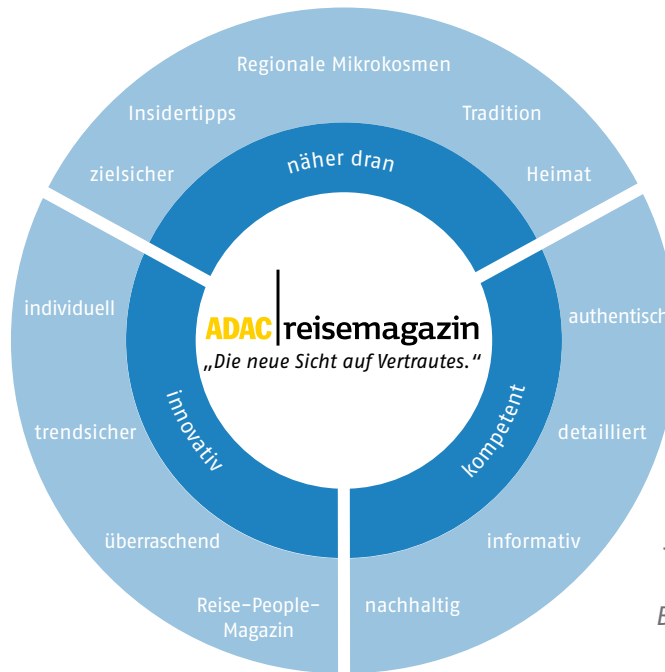 Regionale Mikrokosmen
Insidertipps
Tradition
zielsicher
näher dran
Heimat
individuell
authentisch
ADAC reisemagazin
„Die neue Sicht auf Vertrautes.“
trendsicher
innovativ
kompetent
detailliert
überraschend
informativ
Reise-People-
Magazin
nachhaltig